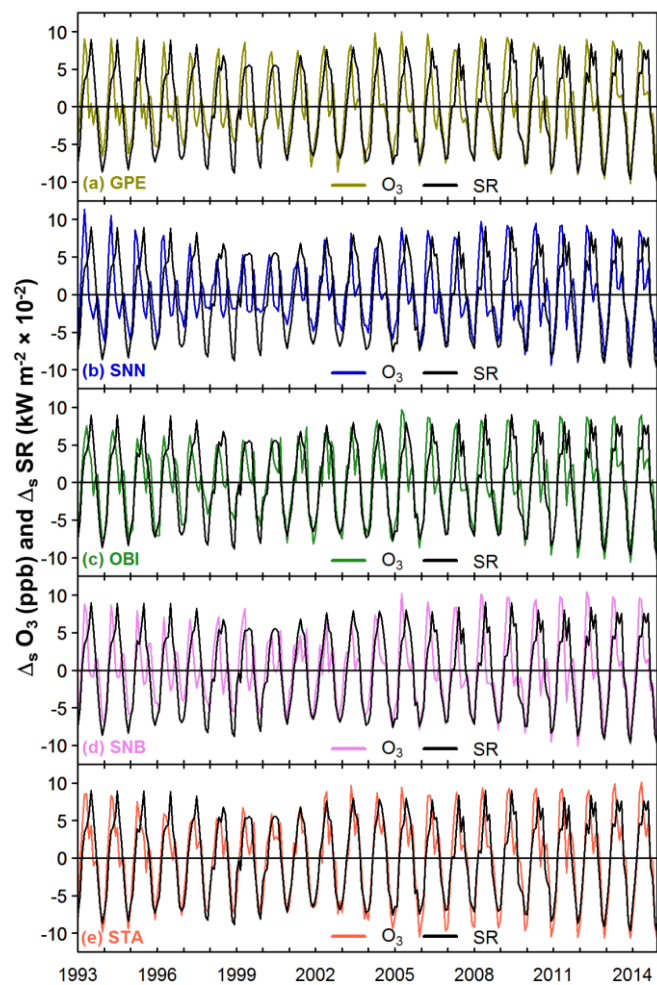 Δs O3 (ppb) and Δs SR (kW m-2 × 10-2)
10
5
0
-5
-10
(a) GPE
O3
SR
10
5
0
-5
-10
(b) SNN
O3
SR
10
5
0
-5
-10
(c) OBI
O3
SR
10
5
0
-5
-10
(d) SNB
O3
SR
10
5
0
-5
-10
(e) STA
O3
SR
1993 1996 1999 2002 2005 2008 2011 2014